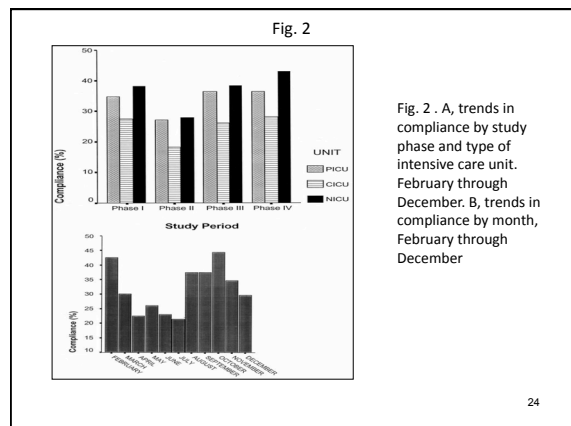 Fig. 2
50
40
30
20
10
0
Compliance (%)
Phase I
Phase II
Phase III
Phase IV
Study Period
UNIT
PICU
CICU
NICU
50
45
40
35
30
25
20
15
10
Compliance (%)
FEBRUARY
MARCH
APRIL
MAY
JUNE
JULY
AUGUST
SEPTEMBER
OCTOBER
NOVEMBER
DECEMBER
Fig. 2 . A, trends in
compliance by study
phase and type of
intensive care unit.
February through
December. B, trends in
compliance by month,
February through
December
24